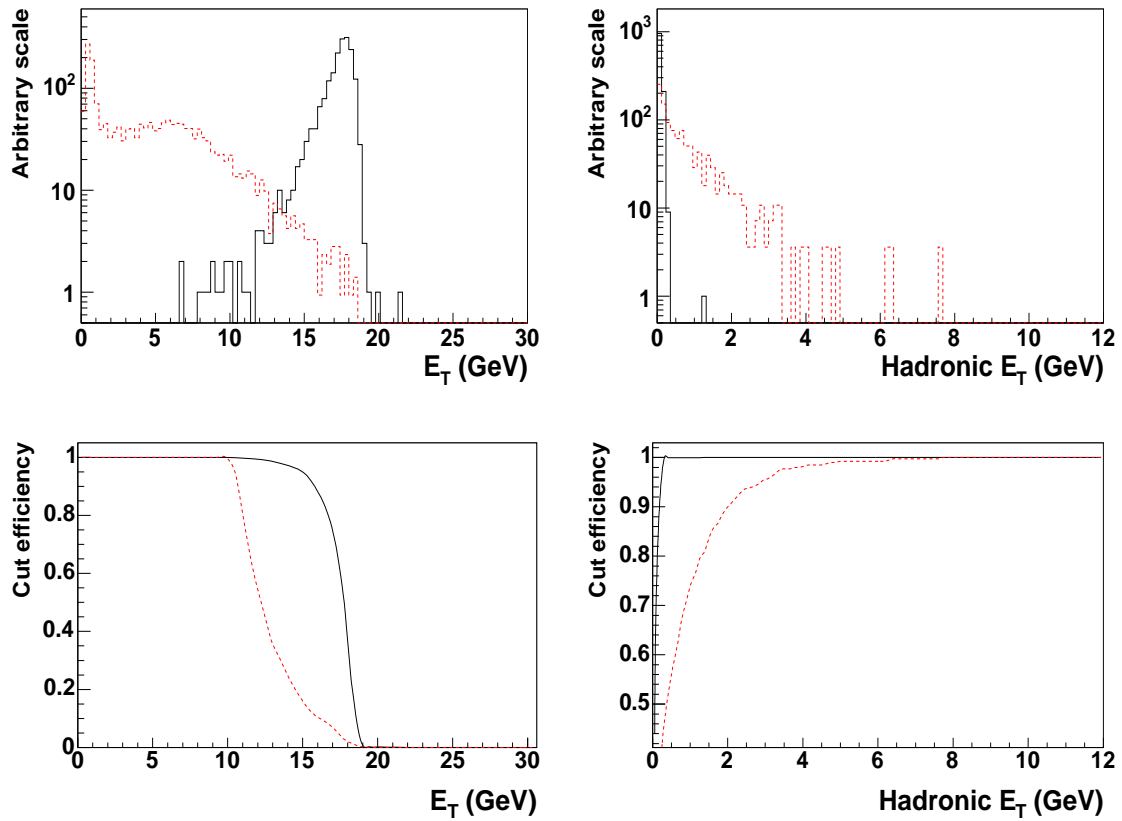 Arbitrary scale
10²
10
1
0 5 10 15 20 25 30
E_T (GeV)
Arbitrary scale
10³
10²
10
1
0 2 4 6 8 10 12
Hadronic E_T (GeV)
Cut efficiency
1
0.8
0.6
0.4
0.2
0
0 5 10 15 20 25 30
E_T (GeV)
Cut efficiency
1
0.9
0.8
0.7
0.6
0.5
0 2 4 6 8 10 12
Hadronic E_T (GeV)